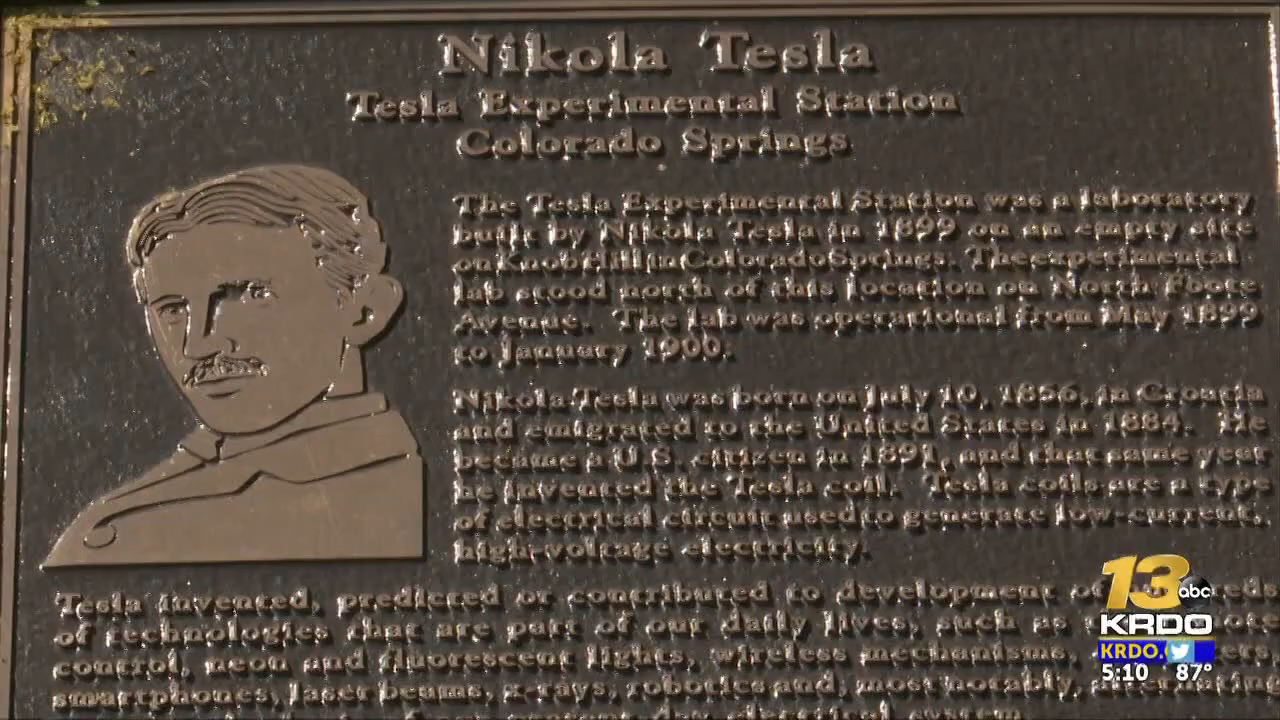 Nikola Tesla
Tesla Experimental Station
Colorado Springs
The Tesla Experimental Station was a laboratory
built by Nikola Tesla in 1899 on an empty site
on Knob Hill in Colorado Springs. The experimental
lab stood north of this location on North Foote
Avenue. The lab was operational from May 1899
to January 1900.
Nikola Tesla was born on July 10, 1856, in Croatia
and emigrated to the United States in 1884. He
became a U.S. citizen in 1891, and that same year
he invented the Tesla coil. Tesla coils are a type
of electrical circuit used to generate low-current,
high-voltage electricity.
Tesla invented, predicted or contributed to development of
of technologies that are part of our daily lives, such as
control, neon and fluorescent lights, wireless mechanisms,
smartphones, laser beams, x-rays, robotics and, most notably,
electrical system
13 abc
KRDO
KRDO.
5:10 87°